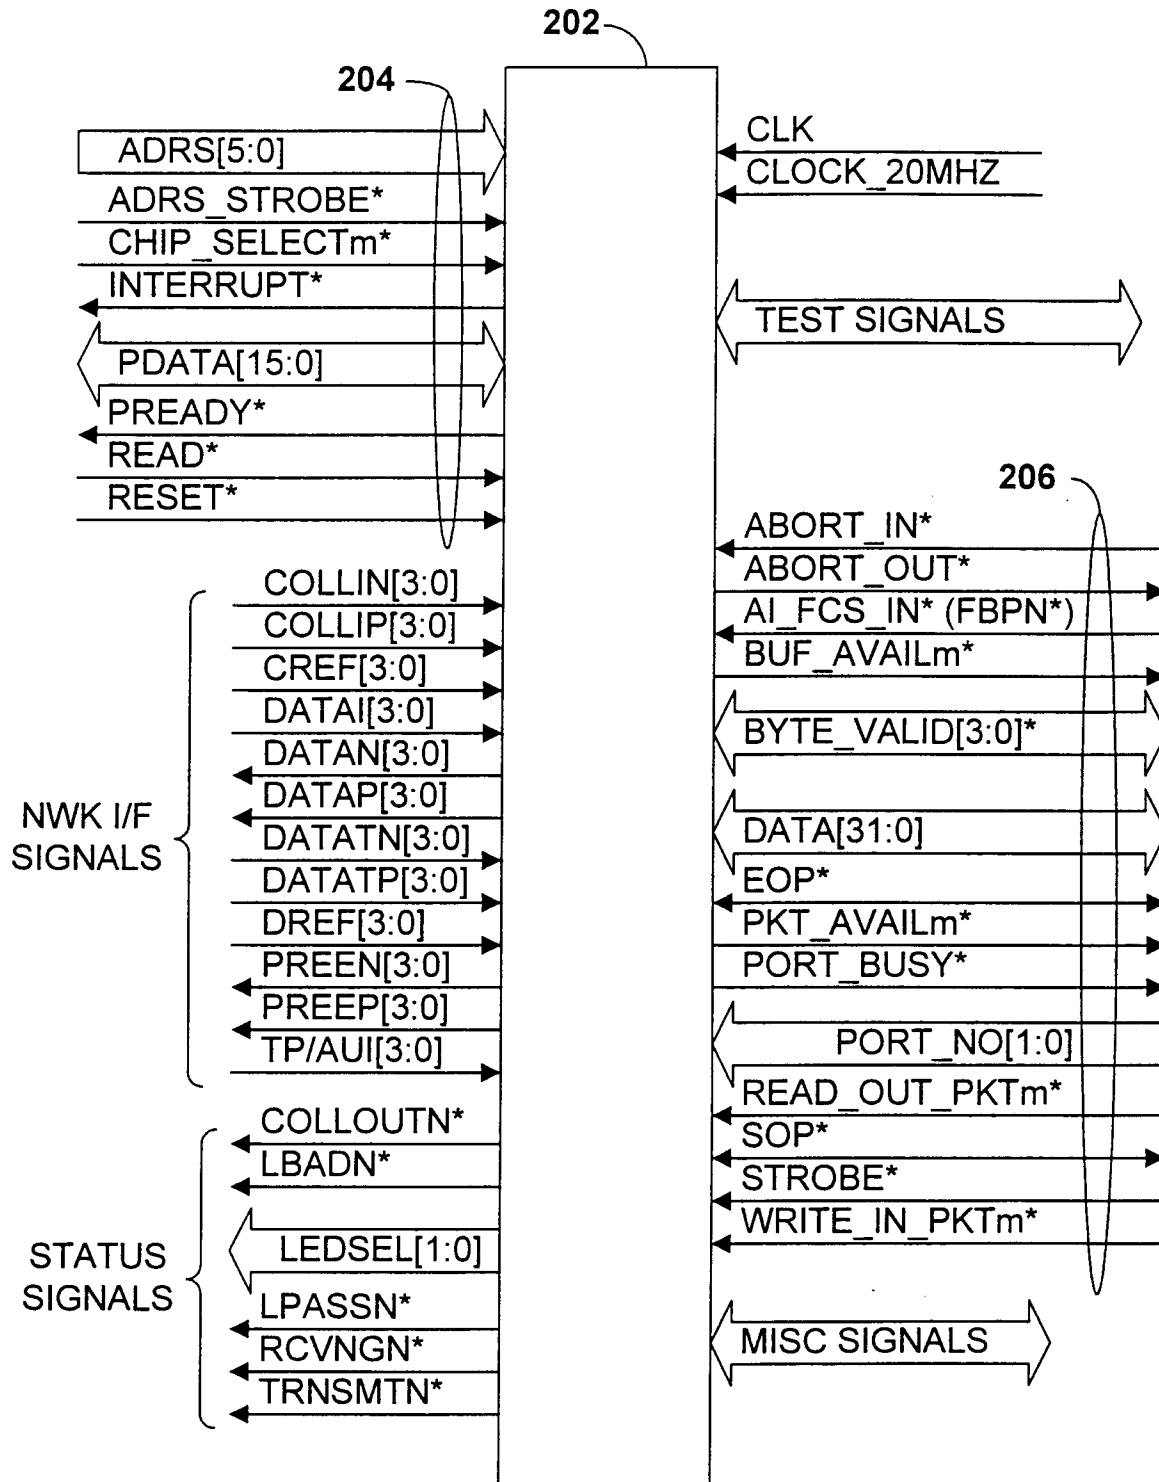 202
204
ADRS[5:0]
ADRS_STROBE*
CHIP_SELECTm*
INTERRUPT*
PDATA[15:0]
PREADY*
READ*
RESET*
NWK I/F
SIGNALS
COLLIN[3:0]
COLLIP[3:0]
CREF[3:0]
DATAI[3:0]
DATAN[3:0]
DATAP[3:0]
DATATN[3:0]
DATATP[3:0]
DREF[3:0]
PREEN[3:0]
PREEP[3:0]
TP/AUI[3:0]
STATUS
SIGNALS
COLLOUTN*
LBADN*
LEDSEL[1:0]
LPASSN*
RCVNGN*
TRNSMTN*
CLK
CLOCK_20MHZ
TEST SIGNALS
206
ABORT_IN*
ABORT_OUT*
AI_FCS_IN* (FBPN*)
BUF_AVAILm*
BYTE_VALID[3:0]*
DATA[31:0]
EOP*
PKT_AVAILm*
PORT_BUSY*
PORT_NO[1:0]
READ_OUT_PKTm*
SOP*
STROBE*
WRITE_IN_PKTm*
MISC SIGNALS